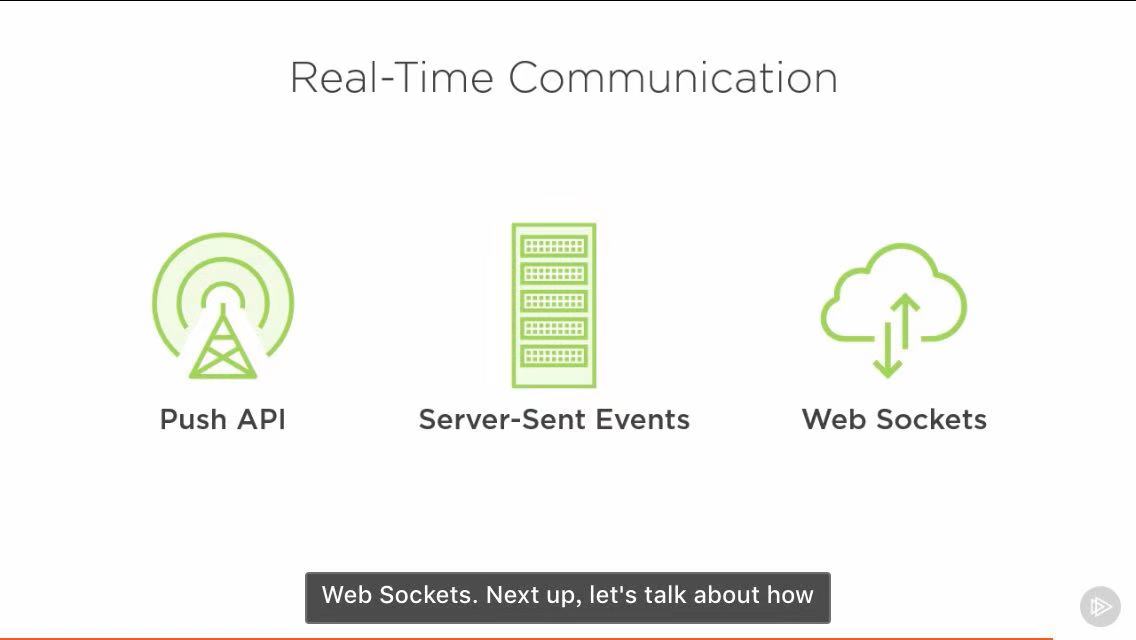 Real-Time Communication
Push API
Server-Sent Events
Web Sockets
Web Sockets. Next up, let's talk about how